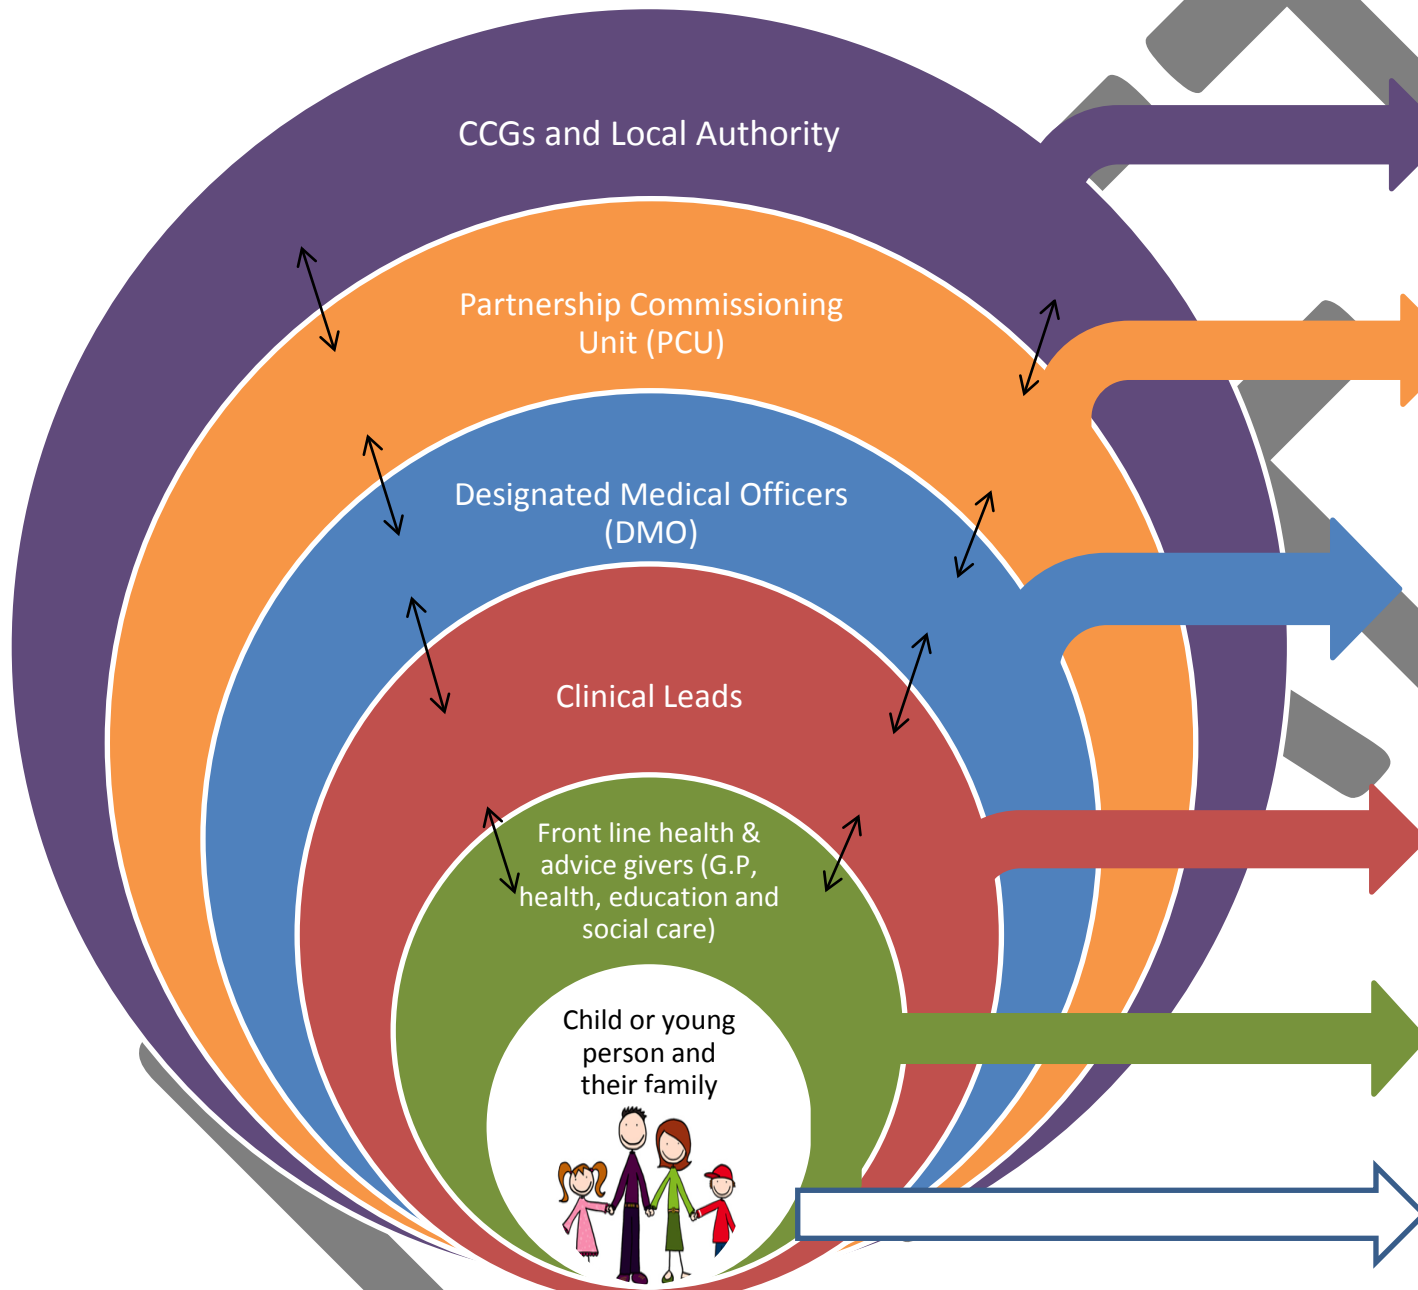 CCGs and Local Authority
Partnership Commissioning
Unit (PCU)
Designated Medical Officers
(DMO)
Clinical Leads
Front line health &
advice givers (G.P,
health, education and
social care)
Child or young
person and
their family